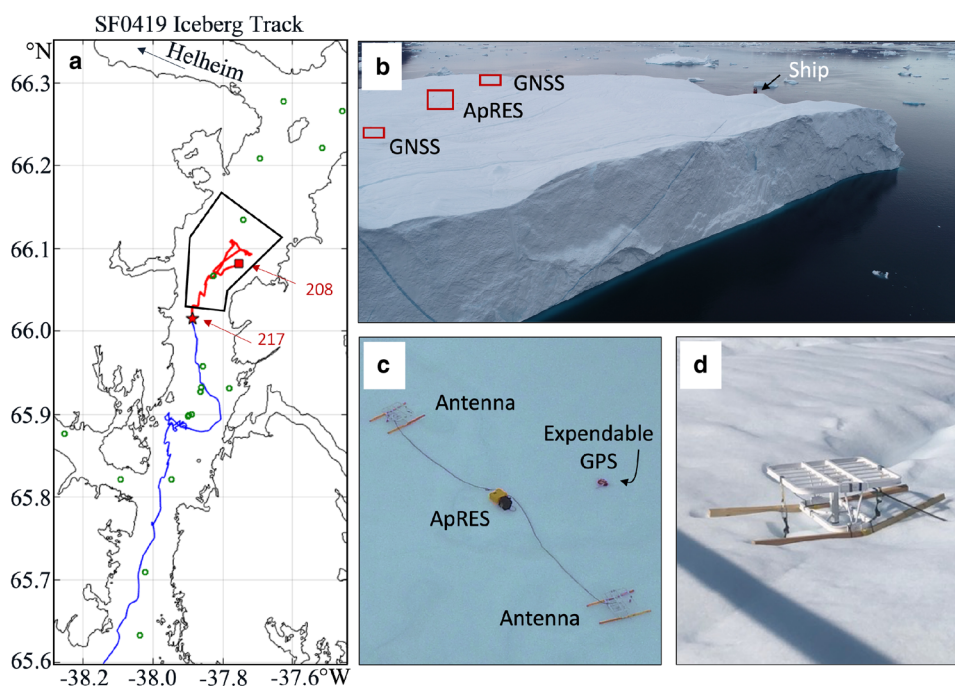 SF0419 Iceberg Track
°N
a
Helheim
66.3
66.2
66.1
66.0
65.9
65.8
65.7
65.6
208
217
-38.2
-38.0
-37.8
-37.6
°W
b
GNSS
ApRES
GNSS
Ship
c
Antenna
Expendable
GPS
ApRES
Antenna
d